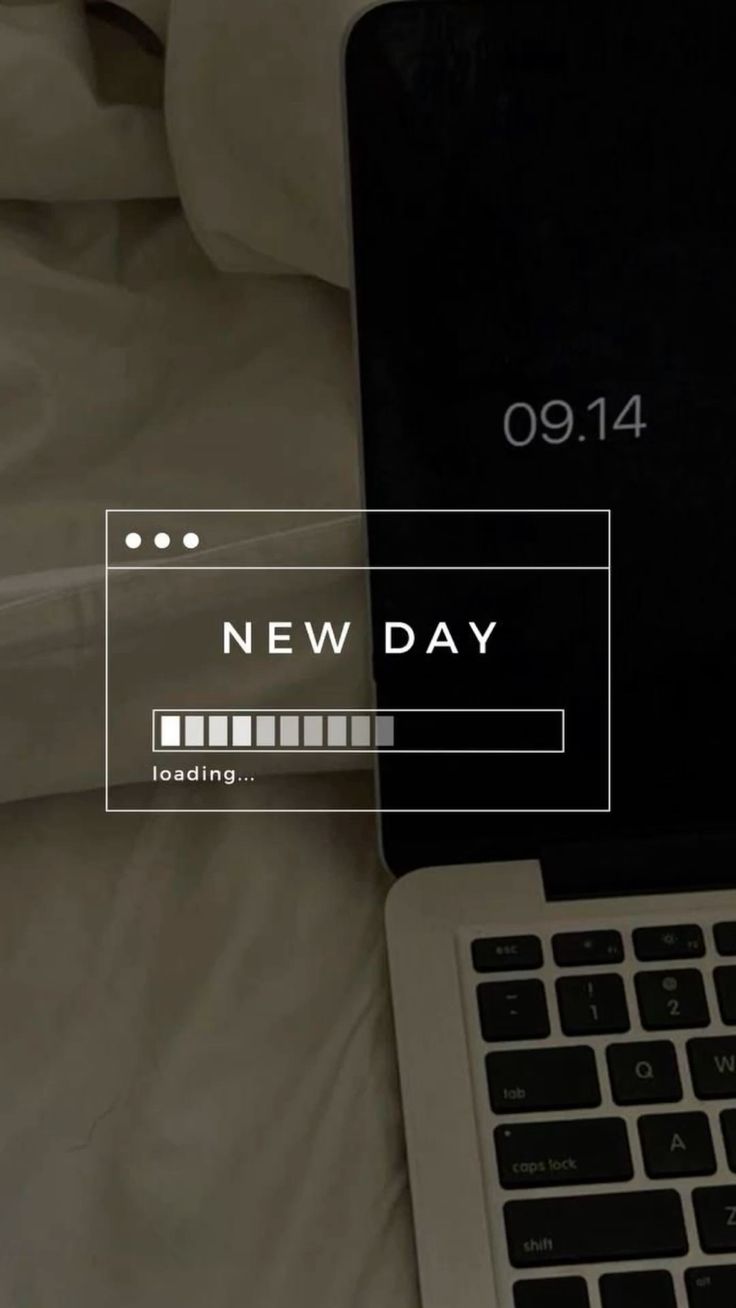 09.14
NEW DAY
loading...
esc
F1
F2
!
1
@
2
tab
Q
W
caps lock
A
shift
Z
alt